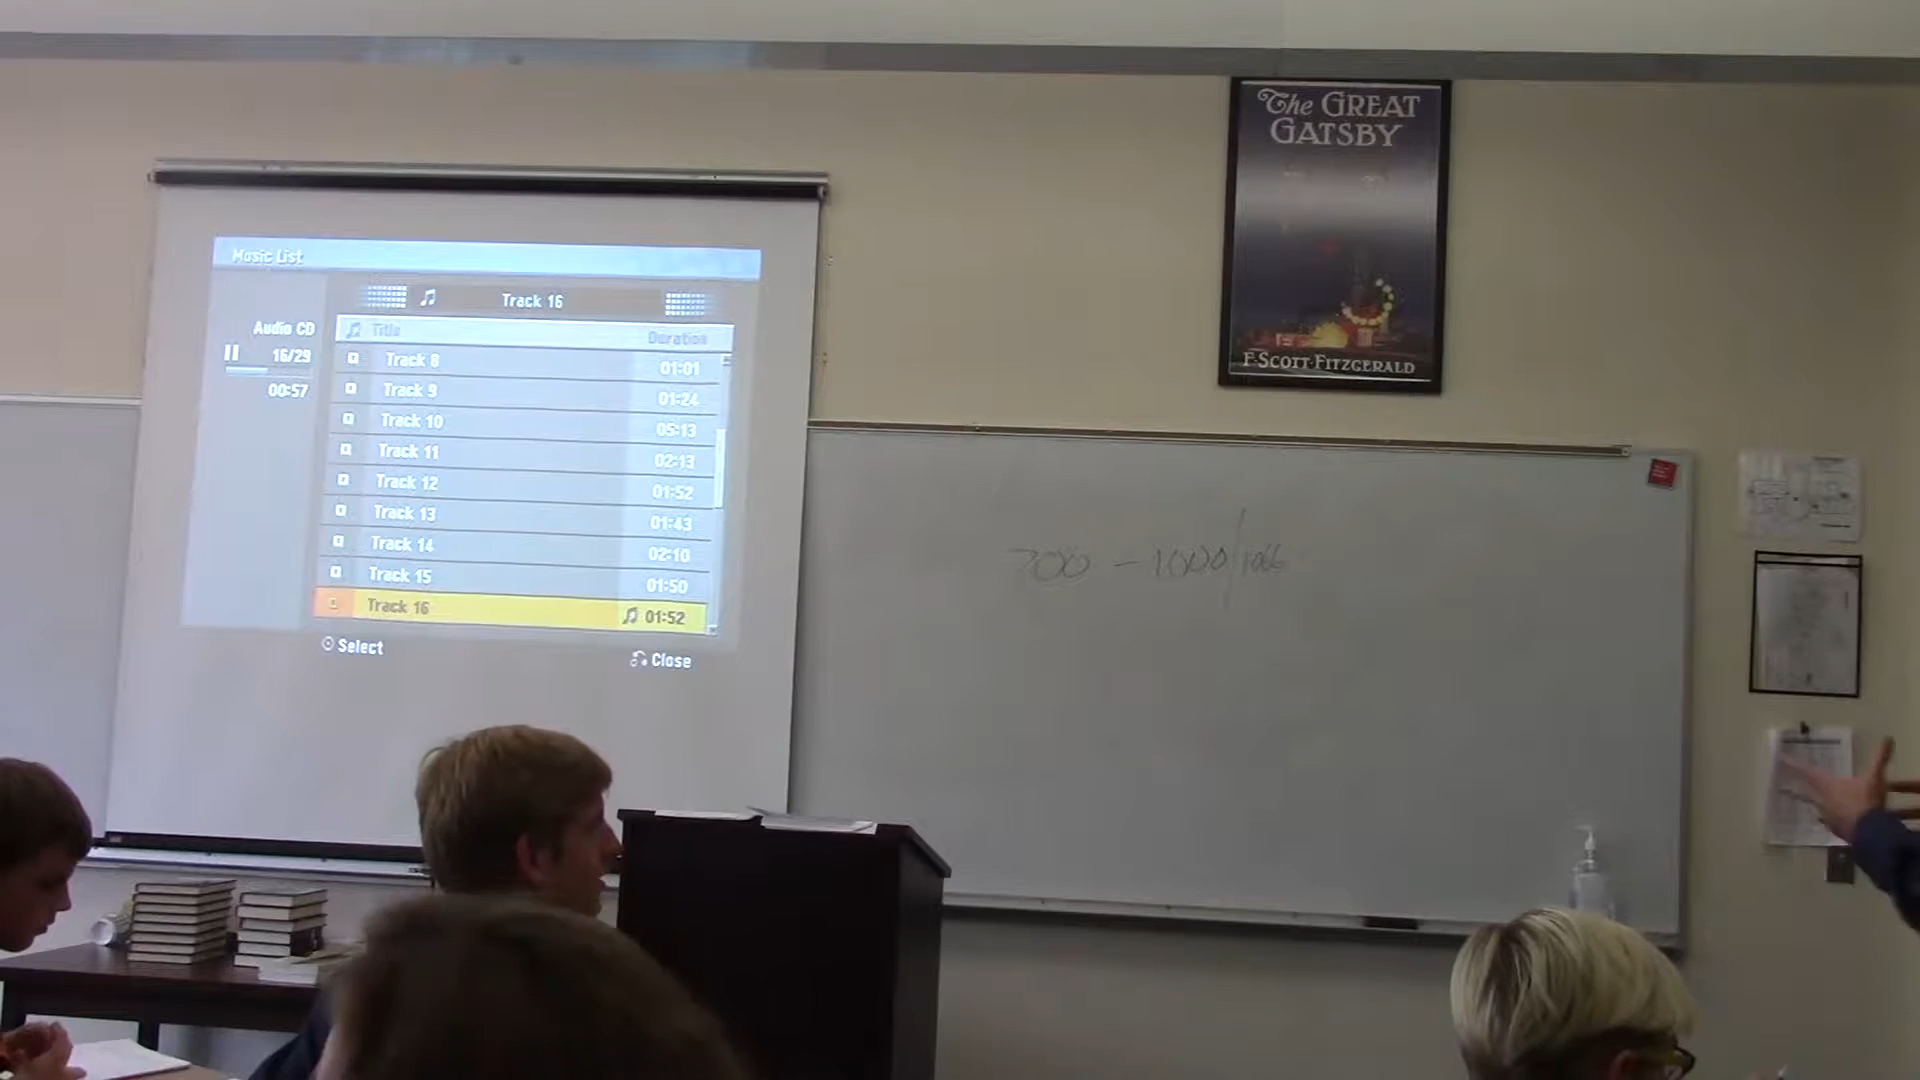 Music List
Track 16
Audio CD
16/29
00:57
Title Duration
Track 8 01:01
Track 9 01:24
Track 10 05:13
Track 11 02:13
Track 12 01:52
Track 13 01:43
Track 14 02:10
Track 15 01:50
Track 16 01:52
Select Close
The GREAT
GATSBY
F·SCOTT·FITZGERALD
700 - 1000/1066